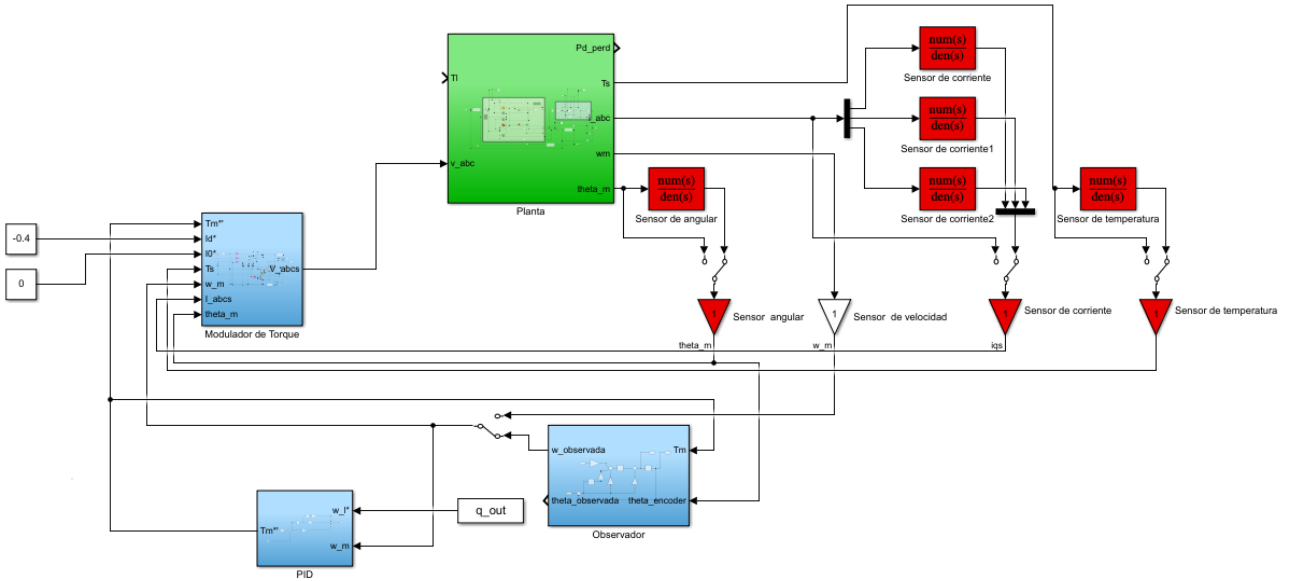 Pd_perd
Tl
Ts
i_abc
wm
v_abc
theta_m
Planta
num(s)
den(s)
Sensor de corriente
num(s)
den(s)
Sensor de corriente1
num(s)
den(s)
Sensor de corriente2
num(s)
den(s)
Sensor de angular
num(s)
den(s)
Sensor de temperatura
-0.4
0
Tm*'
Id*
I0*
Ts
w_m
I_abcs
theta_m
V_abcs
Modulador de Torque
1
Sensor angular
1
Sensor de velocidad
1
Sensor de corriente
1
Sensor de temperatura
theta_m
w_m
iqs
w_observada
Tm
theta_observada
theta_encoder
Observador
q_out
w_l*
Tm*'
w_m
PID